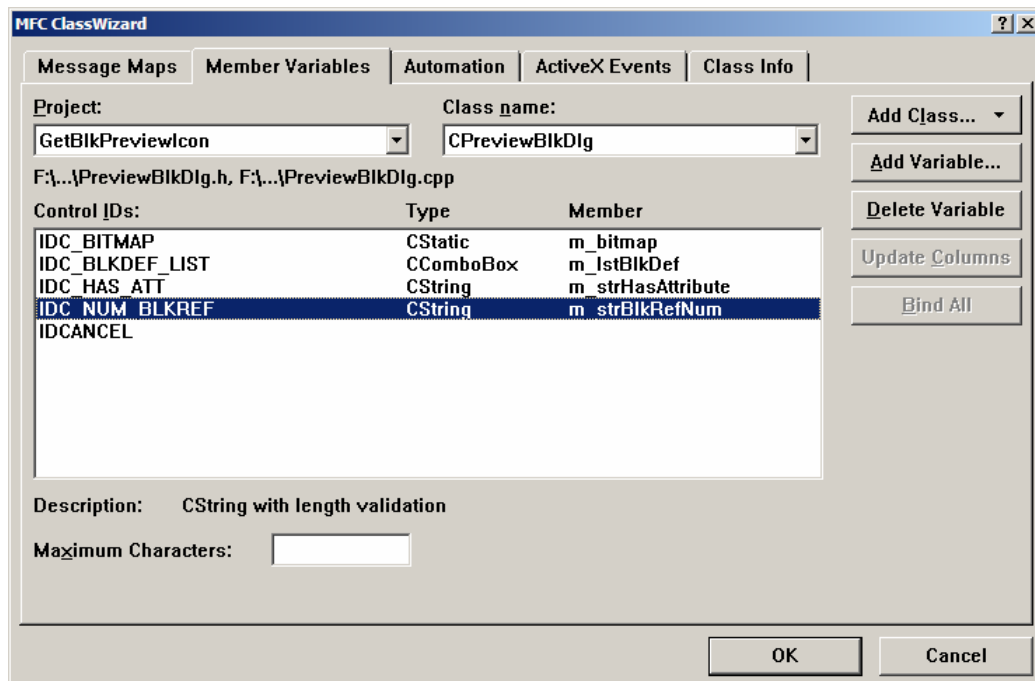 MFC ClassWizard
Message Maps Member Variables Automation ActiveX Events Class Info
Project: Class name:
GetBlkPreviewIcon CPreviewBlkDlg
F:\...\PreviewBlkDlg.h, F:\...\PreviewBlkDlg.cpp
Control IDs: Type Member
IDC_BITMAP CStatic m_bitmap
IDC_BLKDEF_LIST CComboBox m_lstBlkDef
IDC_HAS_ATT CString m_strHasAttribute
IDC_NUM_BLKREF CString m_strBlkRefNum
IDCANCEL
Add Class...
Add Variable...
Delete Variable
Update Columns
Bind All
Description: CString with length validation
Maximum Characters:
OK Cancel